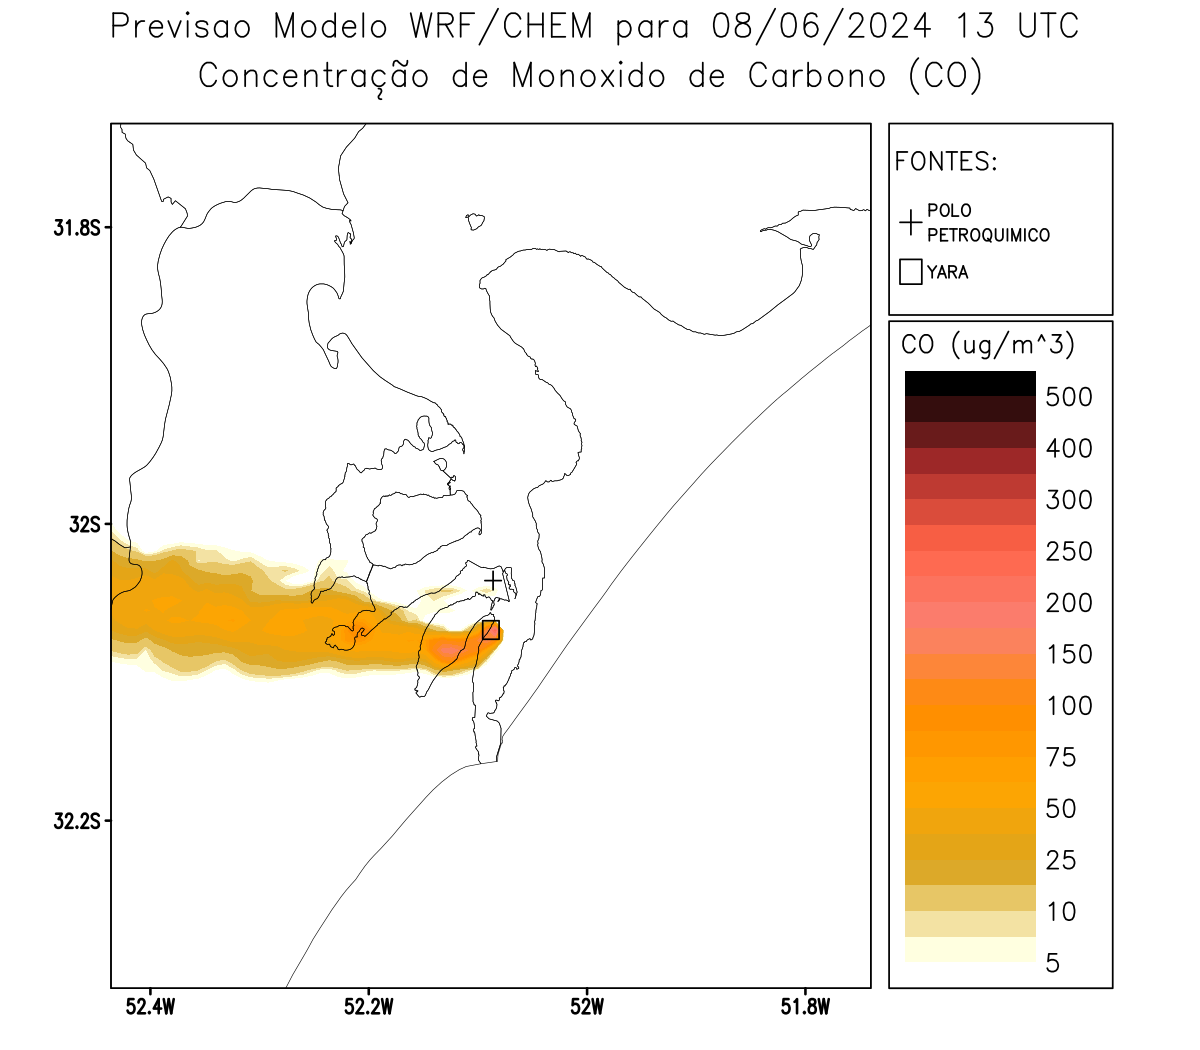 Previsao Modelo WRF/CHEM para 08/06/2024 13 UTC
Concentração de Monoxido de Carbono (CO)
FONTES:
POLO
PETROQUIMICO
YARA
CO (ug/m^3)
500
400
300
250
200
150
100
75
50
25
10
5
31.8S
32S
32.2S
52.4W
52.2W
52W
51.8W